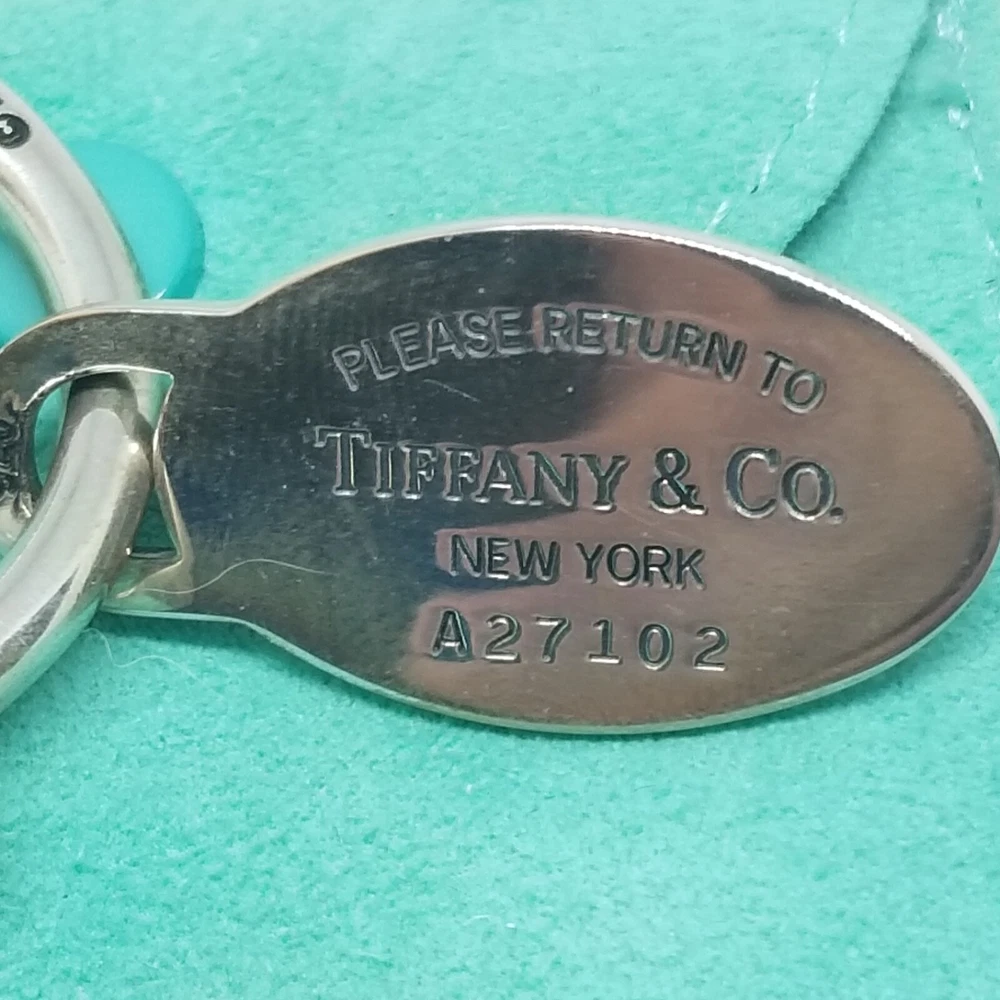 PLEASE RETURN TO
TIFFANY & CO.
NEW YORK
A27102